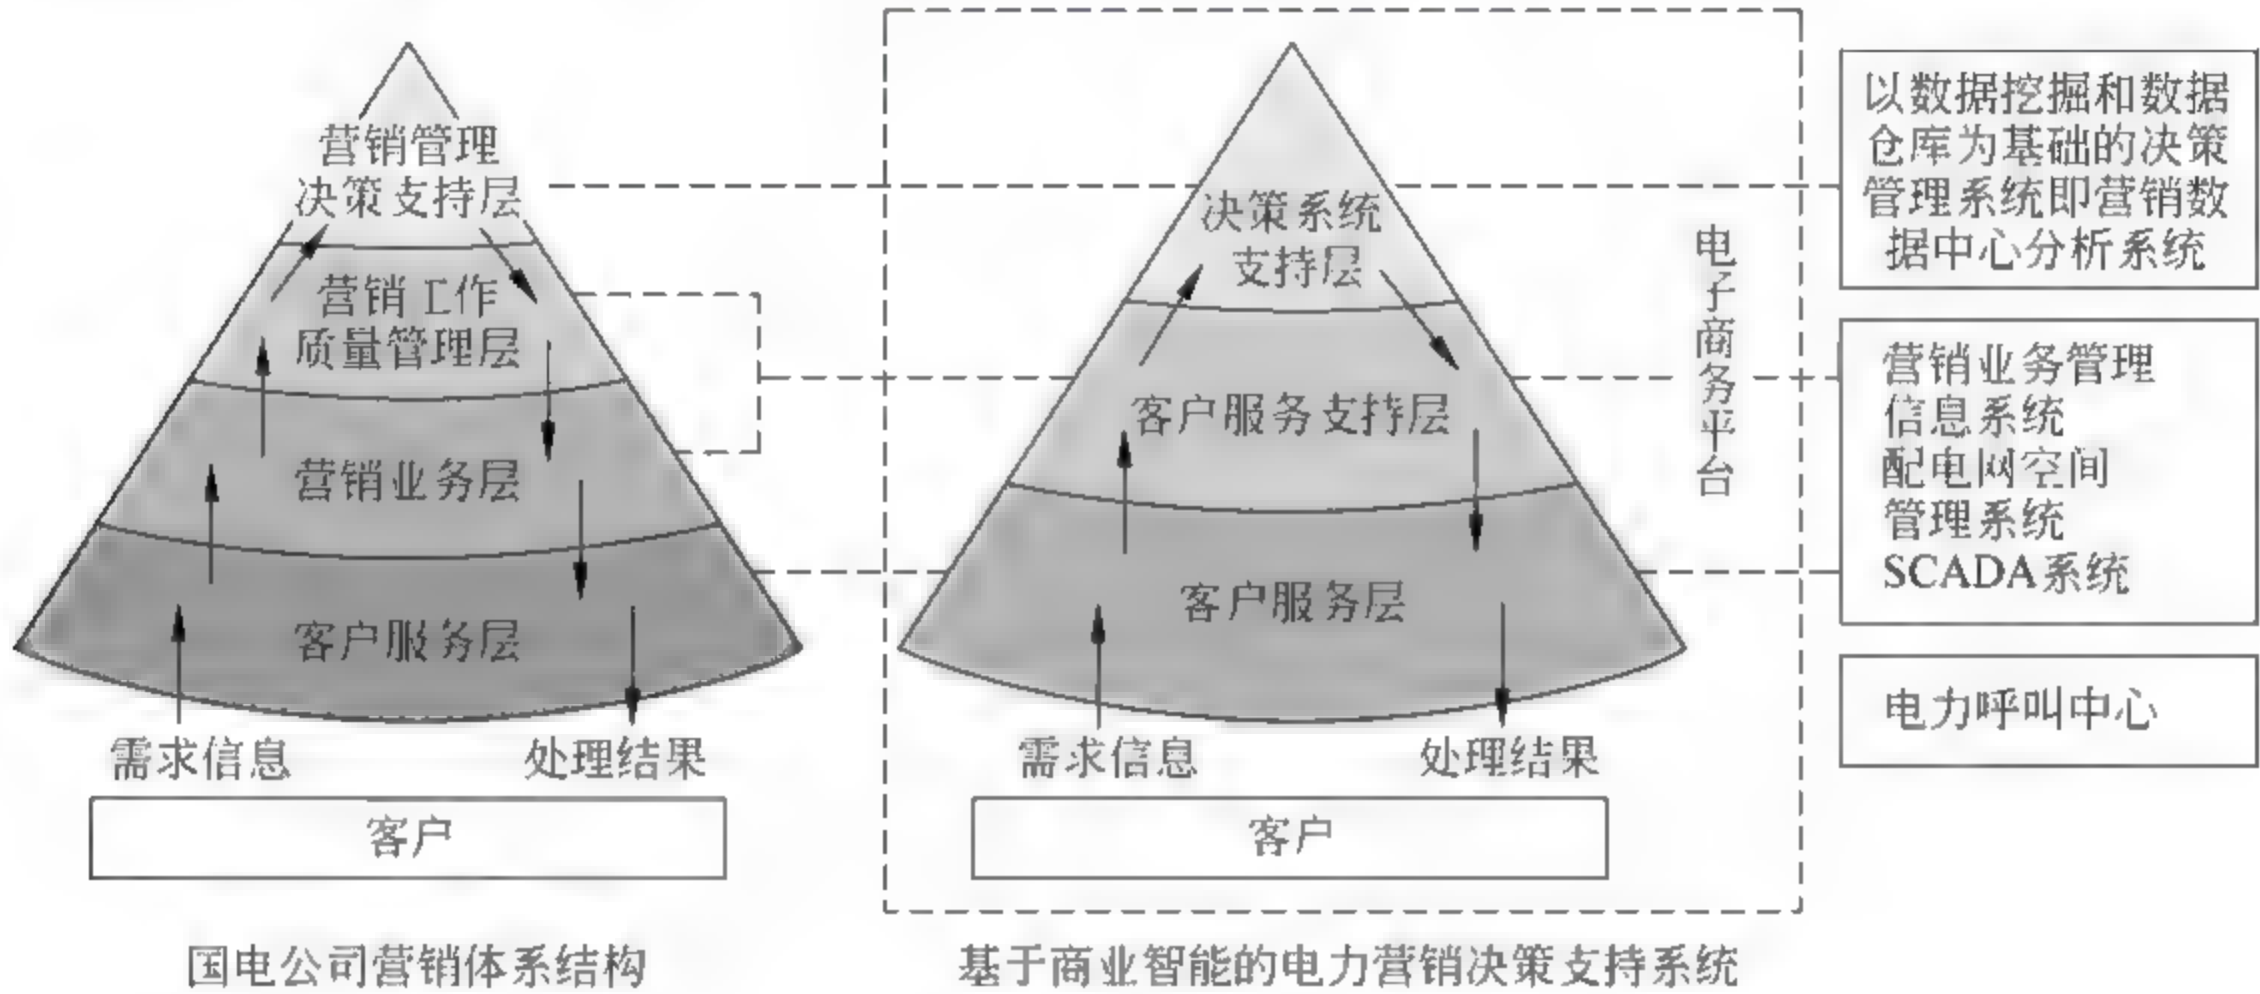 营销管理
决策支持层
营销工作
质量管理层
营销业务层
客户服务层
需求信息
处理结果
客户
国电公司营销体系结构
决策系统
支持层
客户服务支持层
客户服务层
需求信息
处理结果
客户
电子商务平台
基于商业智能的电力营销决策支持系统
以数据挖掘和数据
仓库为基础的决策
管理系统即营销数
据中心分析系统
营销业务管理
信息系统
配电网空间
管理系统
SCADA系统
电力呼叫中心